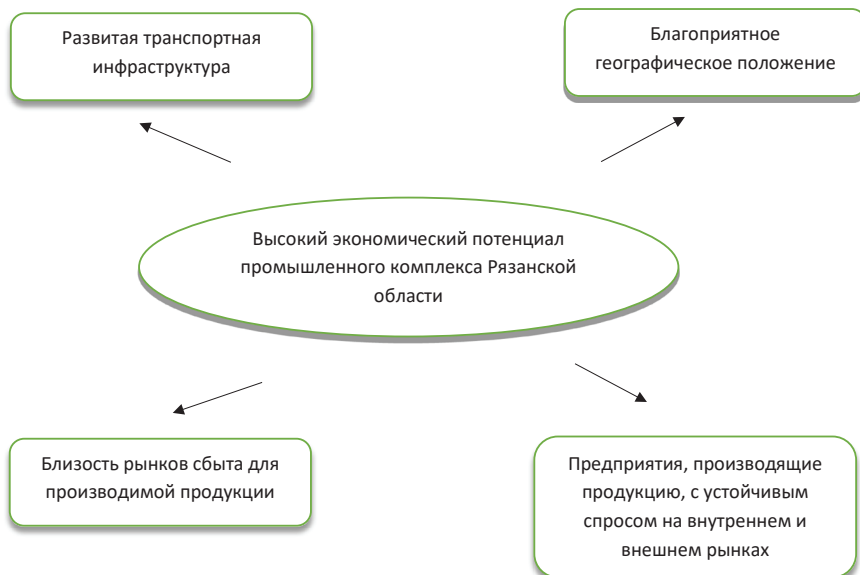 Развитая транспортная
инфраструктура
Благоприятное
географическое положение
Высокий экономический потенциал
промышленного комплекса Рязанской
области
Близость рынков сбыта для
производимой продукции
Предприятия, производящие
продукцию, с устойчивым
спросом на внутреннем и
внешнем рынках